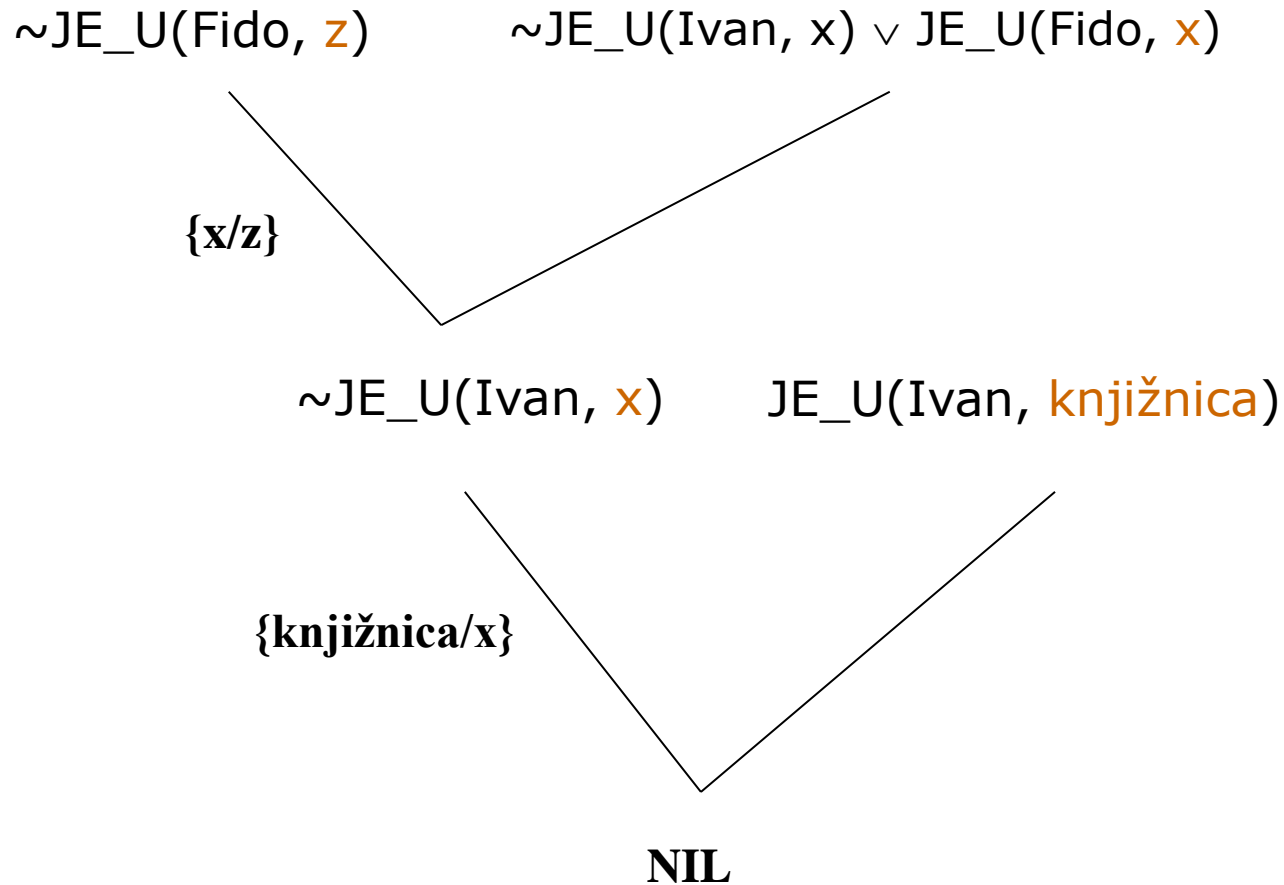 ~JE_U(Fido, z) ~JE_U(Ivan, x) ∨ JE_U(Fido, x)
{x/z}
~JE_U(Ivan, x) JE_U(Ivan, knjižnica)
{knjižnica/x}
NIL